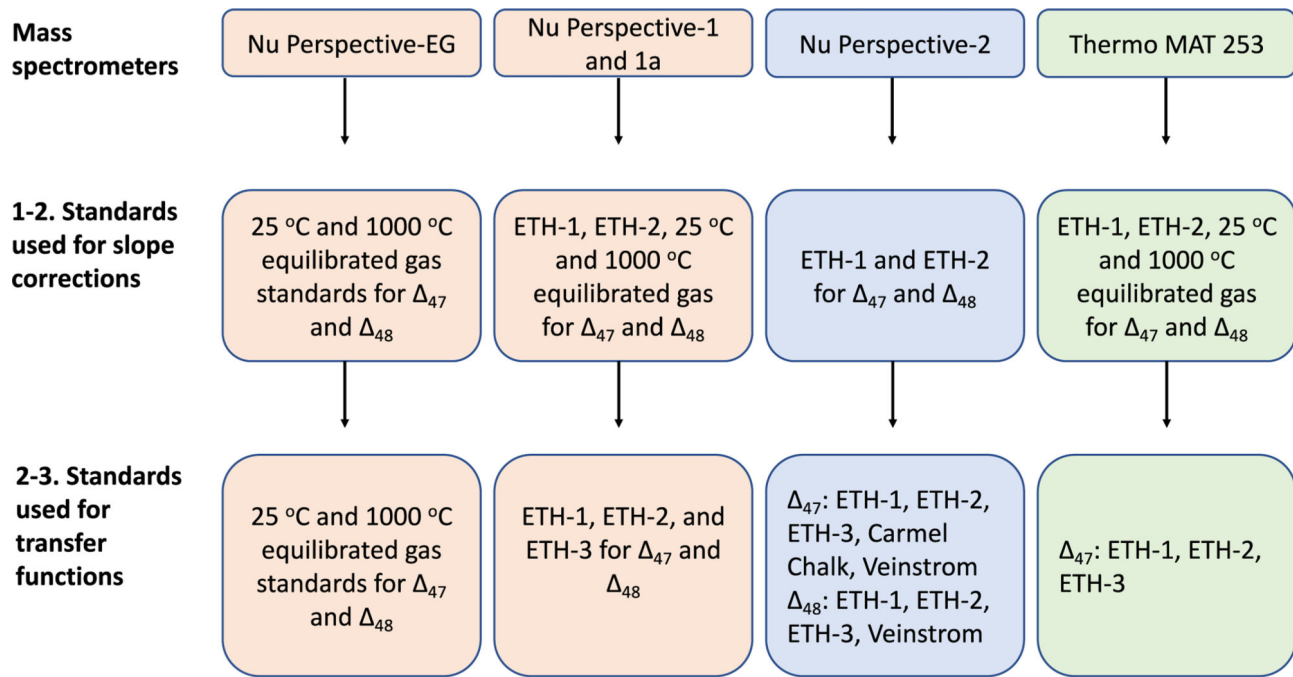 Mass
spectrometers
Nu Perspective-EG
Nu Perspective-1
and 1a
Nu Perspective-2
Thermo MAT 253
1-2. Standards
used for slope
corrections
25 °C and 1000 °C
equilibrated gas
standards for Δ₄₇
and Δ₄₈
ETH-1, ETH-2, 25 °C
and 1000 °C
equilibrated gas
for Δ₄₇ and Δ₄₈
ETH-1 and ETH-2
for Δ₄₇ and Δ₄₈
ETH-1, ETH-2, 25 °C
and 1000 °C
equilibrated gas
for Δ₄₇ and Δ₄₈
2-3. Standards
used for
transfer
functions
25 °C and 1000 °C
equilibrated gas
standards for Δ₄₇
and Δ₄₈
ETH-1, ETH-2, and
ETH-3 for Δ₄₇ and
Δ₄₈
Δ₄₇: ETH-1, ETH-2,
ETH-3, Carmel
Chalk, Veinstrom
Δ₄₈: ETH-1, ETH-2,
ETH-3, Veinstrom
Δ₄₇: ETH-1, ETH-2,
ETH-3